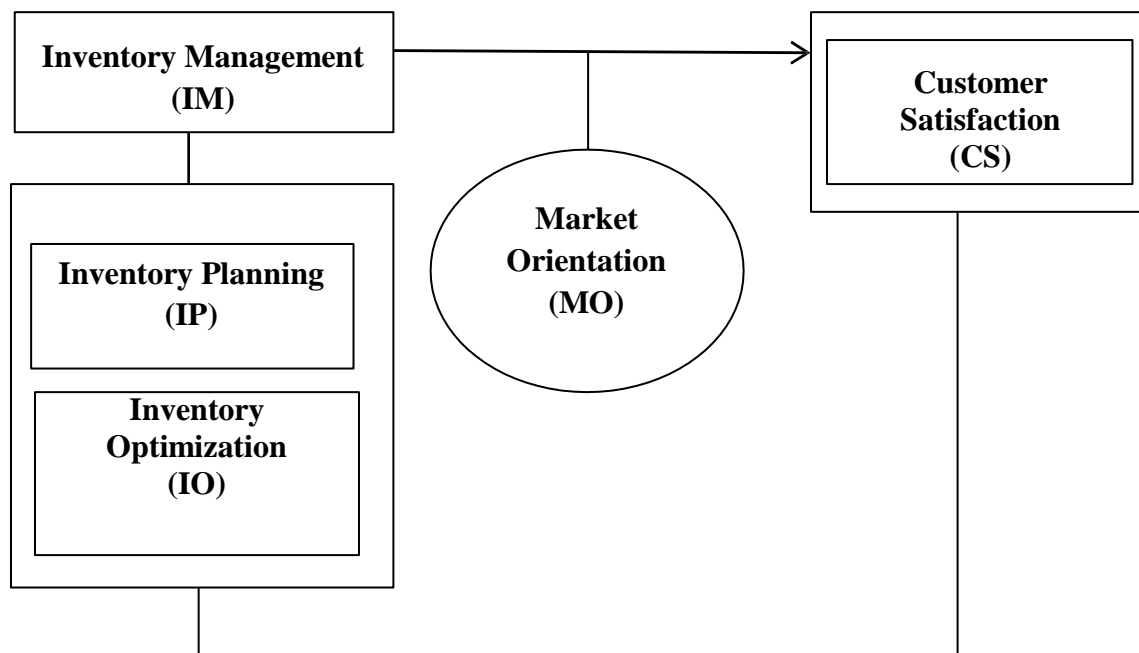 Inventory Management
(IM)
Customer
Satisfaction
(CS)
Market
Orientation
(MO)
Inventory Planning
(IP)
Inventory
Optimization
(IO)